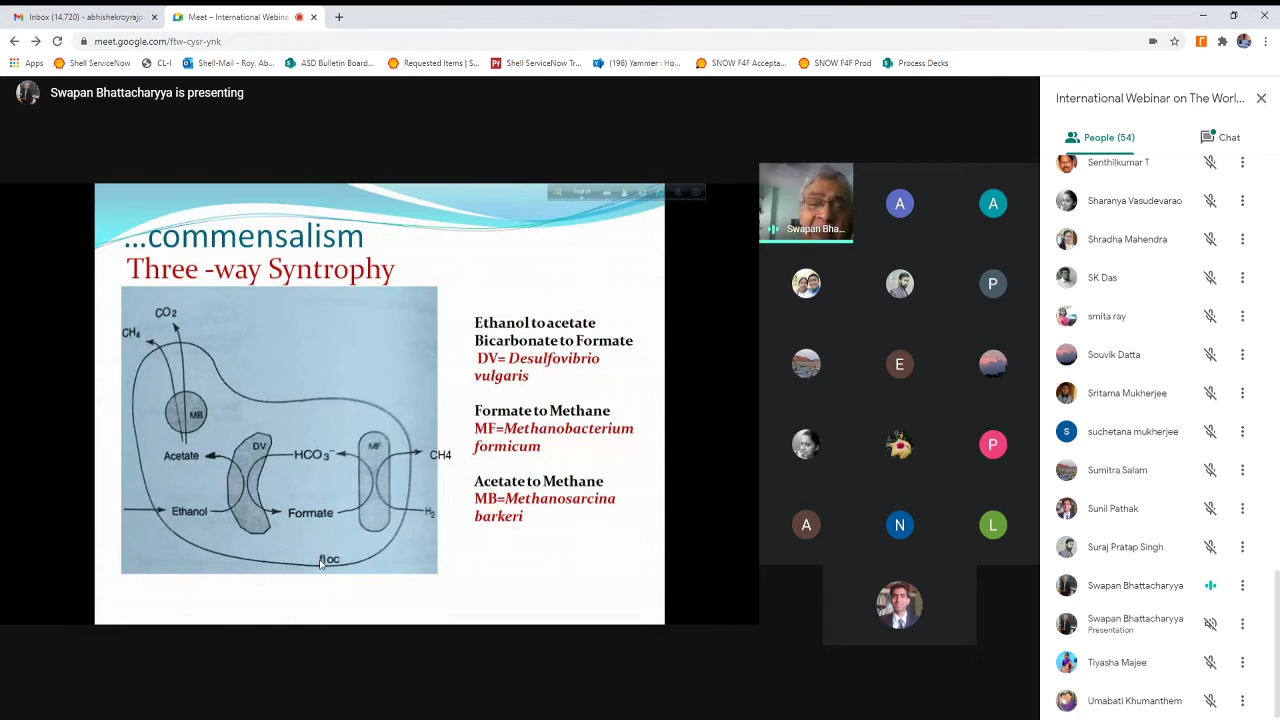 Inbox (14,720) - abhishekroyrajp
Meet – International Webina
meet.google.com/ftw-cysr-ynk
Apps
Shell ServiceNow
CL-I
Shell-Mail - Roy, Ab...
ASD Bulletin Board...
Requested Items | S...
Shell ServiceNow Tr...
(196) Yammer : Ho...
SNOW F4F Accepta...
SNOW F4F Prod
Process Decks
Swapan Bhattacharyya is presenting
English
...commensalism
Three -way Syntrophy
CO2
CH4
MB
Acetate
DV
HCO3⁻
MF
CH4
Ethanol
Formate
H2
floc
Ethanol to acetate
Bicarbonate to Formate
DV= Desulfovibrio
vulgaris
Formate to Methane
MF=Methanobacterium
formicum
Acetate to Methane
MB=Methanosarcina
barkeri
Swapan Bha...
A
A
P
E
P
A
N
L
International Webinar on The Worl...
People (54)
Chat
Senthilkumar T
Sharanya Vasudevarao
Shradha Mahendra
SK Das
smita ray
Souvik Datta
Sritama Mukherjee
s
suchetana mukherjee
Sumitra Salam
Sunil Pathak
Suraj Pratap Singh
Swapan Bhattacharyya
Swapan Bhattacharyya
Presentation
Tiyasha Majee
Umabati Khumanthem